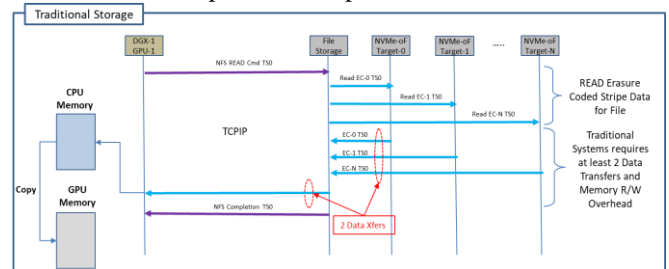 Traditional Storage
DGX-1
GPU-1
File
Storage
NVMe-oF
Target-0
NVMe-oF
Target-1
.....
NVMe-oF
Target-N
NFS READ Cmd TS0
Read EC-0 TS0
Read EC-1 TS0
Read EC-N TS0
READ Erasure
Coded Stripe Data
for File
CPU
Memory
TCPIP
EC-0 TS0
EC-1 TS0
EC-N TS0
Traditional
Systems requires
at least 2 Data
Transfers and
Memory R/W
Overhead
Copy
GPU
Memory
NFS Completion TS0
2 Data Xfers